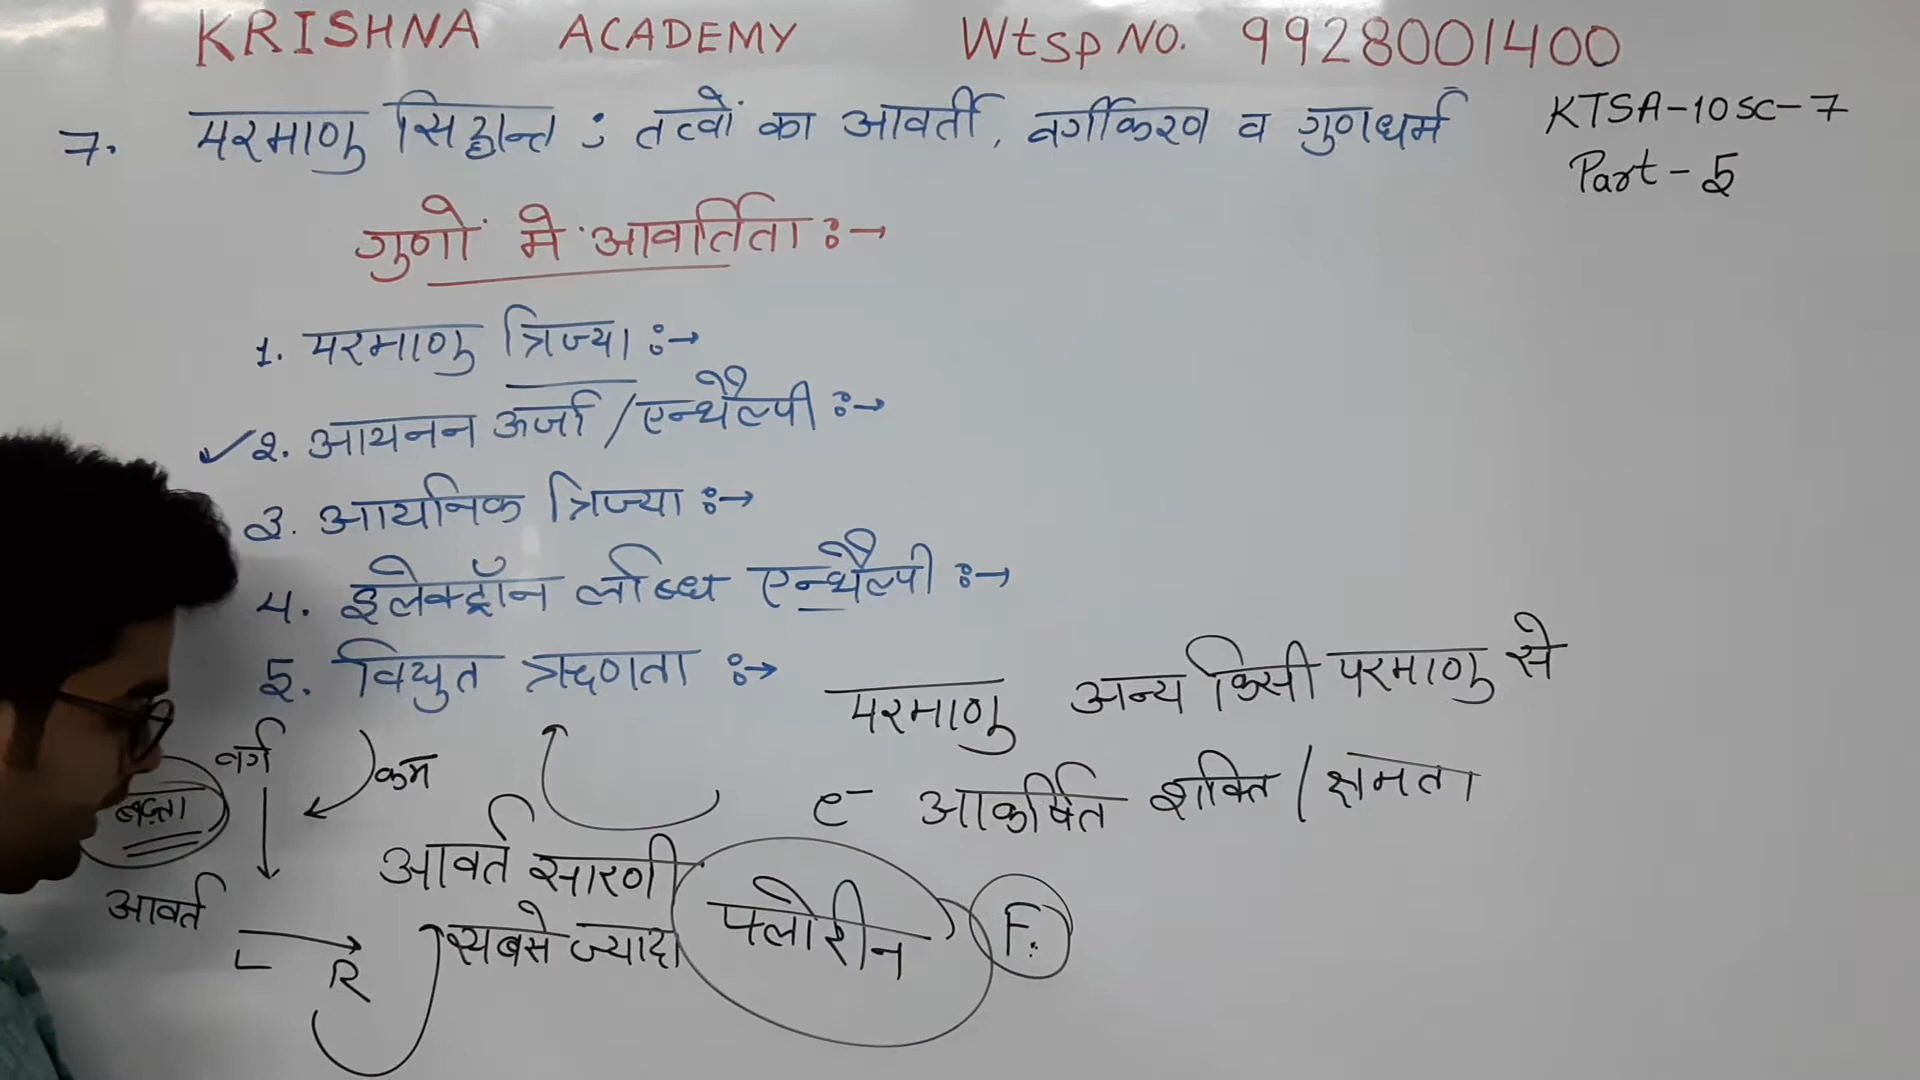 KRISHNA ACADEMY Wtsp NO. 9928001400
7. परमाणु सिद्धान्त : तत्वों का आवर्ती, वर्गीकरण व गुणधर्म
KTSA-10SC-7
Part-5
गुणों मे आवर्तिता :→
1. परमाणु त्रिज्या :→
✓2. आयनन ऊर्जा/एन्थैल्पी :→
3. आयनिक त्रिज्या :→
4. इलेक्ट्रॉन लब्धि एन्थैल्पी :→
5. विद्युत ऋणता :→
परमाणु अन्य किसी परमाणु से
e⁻ आकर्षित शक्ति / क्षमता
वर्ग कम
बढ़ता
आवर्त
L → R
आवर्त सारणी
सबसे ज्यादा फ्लोरीन F